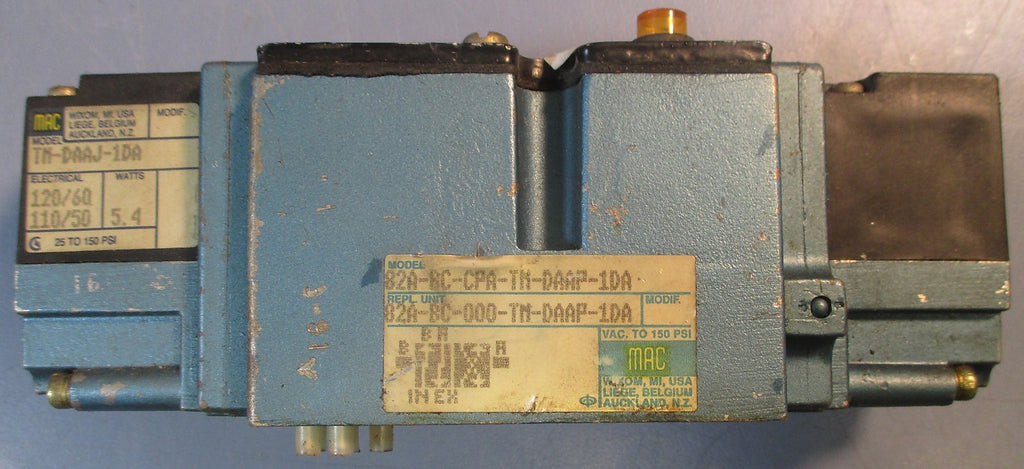 MAC
WIXOM, MI, USA
LIEGE, BELGIUM
AUCKLAND, N.Z.
MODIF.
MODEL
TM-DAAJ-1DA
ELECTRICAL WATTS
120/60
110/50 5.4
25 TO 150 PSI
16
A1B-C
MODEL
82A-BC-CPA-TM-DAAP-1DA
REPL. UNIT MODIF.
82A-BC-000-TM-DAAP-1DA
VAC. TO 150 PSI
B A
B A
IN EX
MAC
WIXOM, MI, USA
LIEGE, BELGIUM
AUCKLAND, N.Z.